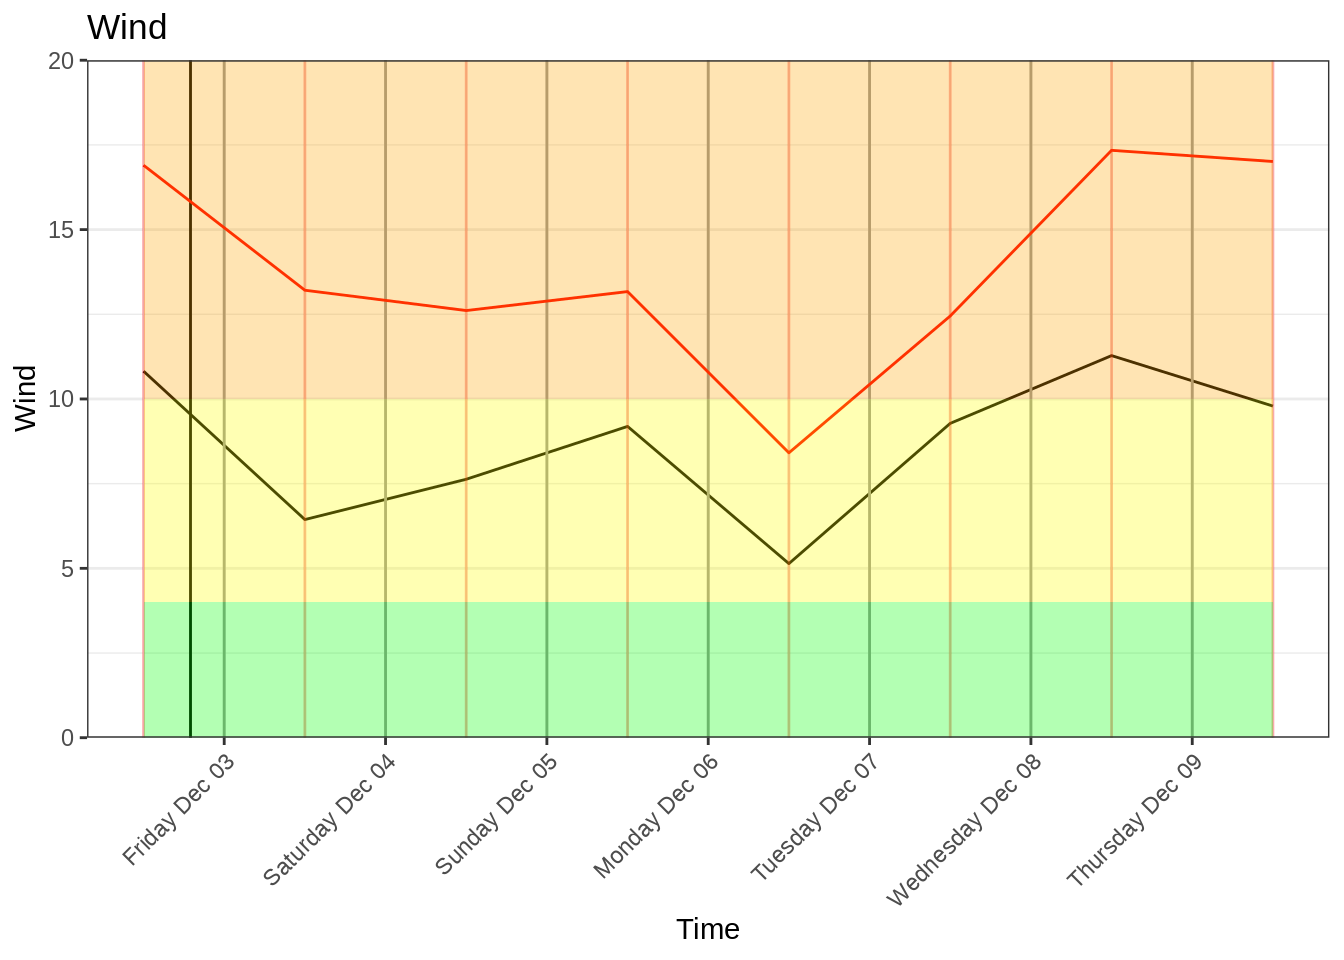 Wind
20
15
10
5
0
Wind
Friday Dec 03
Saturday Dec 04
Sunday Dec 05
Monday Dec 06
Tuesday Dec 07
Wednesday Dec 08
Thursday Dec 09
Time